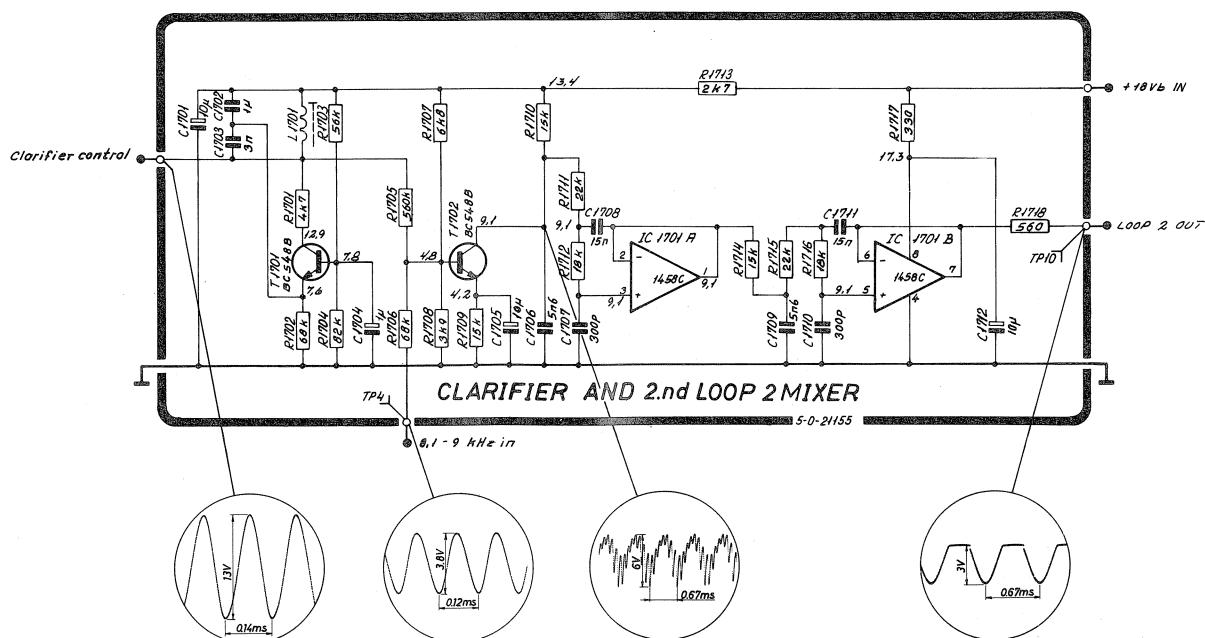 R1713
2k7
13,4
+18Vb IN
C1701
10µ
C1702
1µ
C1703
3n
L1701
R1703
56k
R1707
6k8
R1710
15k
R1717
330
Clarifier control
17,3
R1701
4k7
R1705
560k
T1702
BC548B
R1711
22k
12,9
T1701
BC548B
7,8
4,8
9,1
9,1
C1708
15n
IC 1701 A
2
1458C
1
9,1
3
9,1
R1712
18k
R1714
15k
R1715
22k
R1716
18k
C1711
15n
IC 1701 B
6
8
1458C
7
9,1
5
4
R1718
560
LOOP 2 OUT
TP10
7,6
4,2
R1702
68k
R1704
82k
C1704
1µ
R1706
68k
R1708
3k9
R1709
15k
C1705
10µ
C1706
5n6
C1707
300p
C1709
5n6
C1710
300p
C1712
10µ
CLARIFIER AND 2.nd LOOP 2 MIXER
TP4
5-0-21155
8,1 - 9 kHz in
13V
0.14ms
3.8V
0.12ms
6V
0.67ms
3V
0.67ms